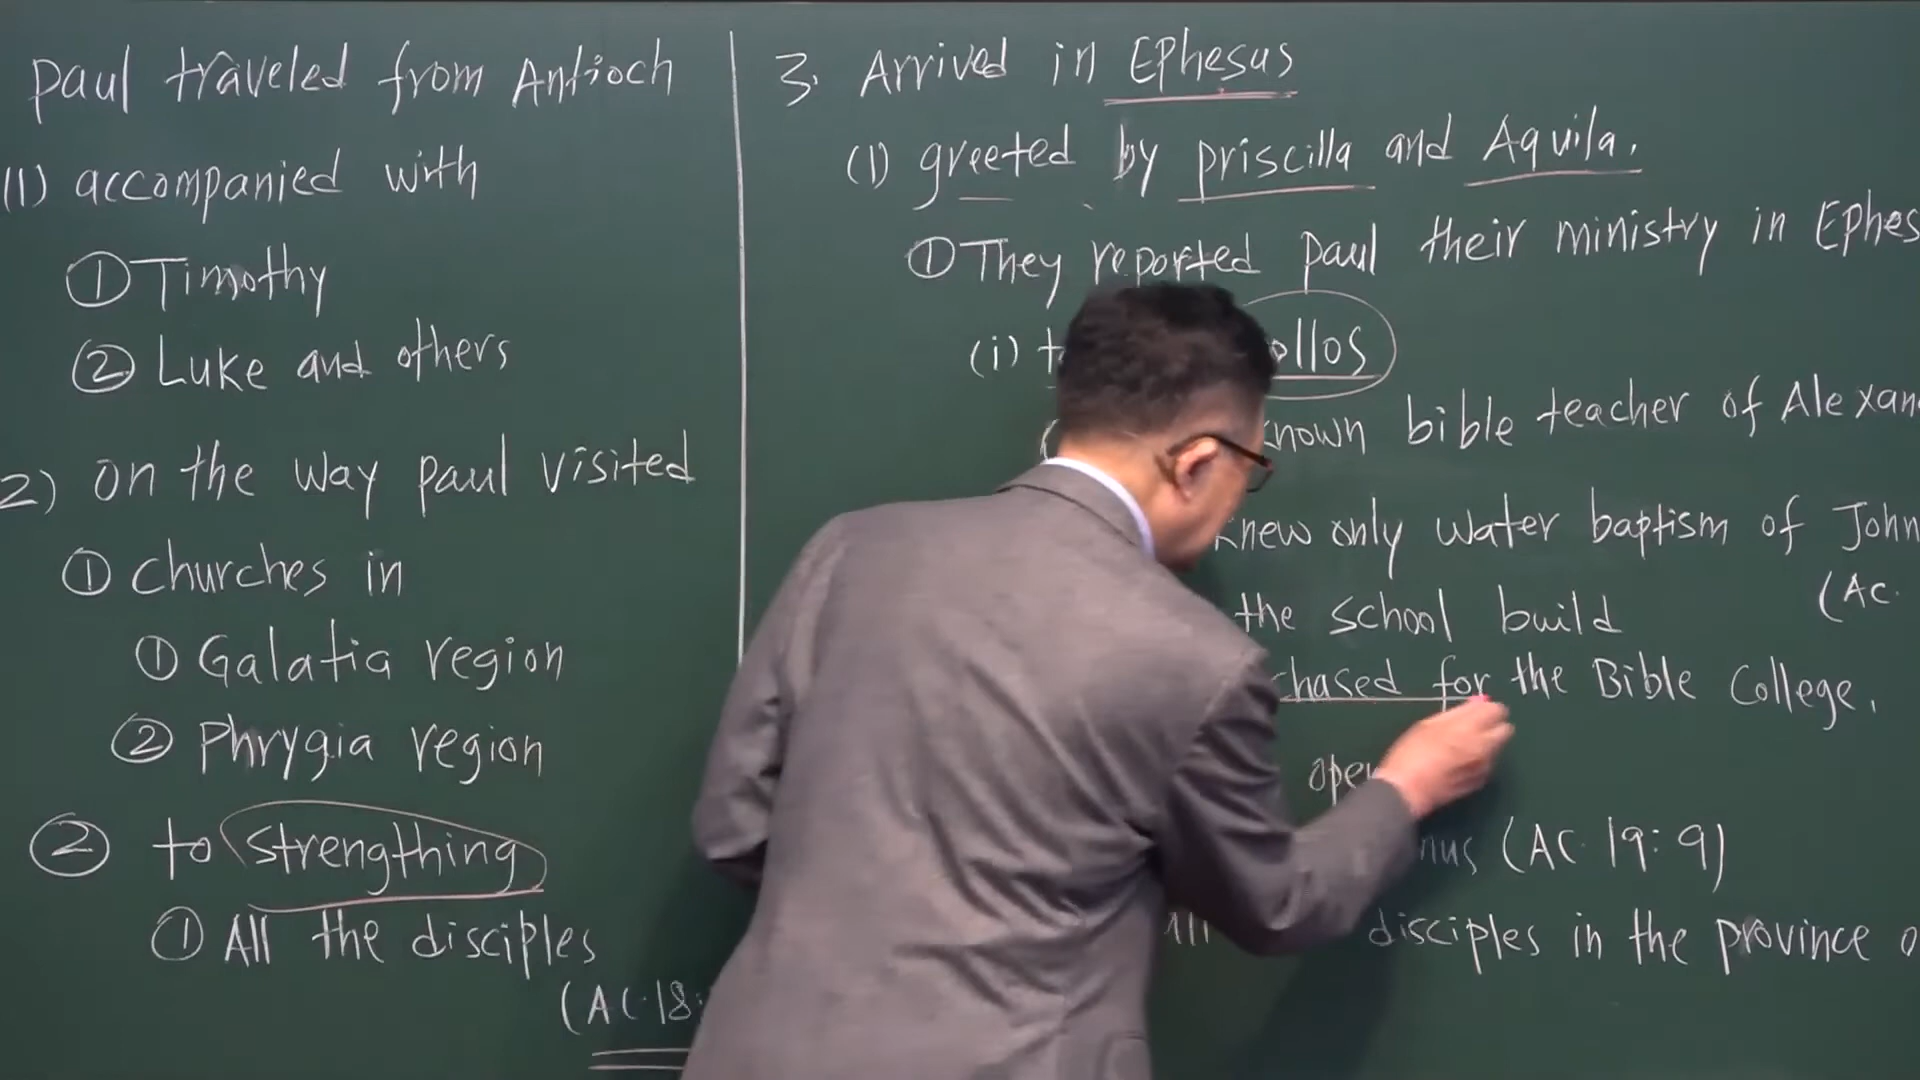 Paul traveled from Antioch
(1) accompanied with
① Timothy
② Luke and others
2) on the way Paul visited
① churches in
① Galatia region
② Phrygia region
② to strengthing
① All the disciples
(AC.18:
3. Arrived in Ephesus
(1) greeted by Priscilla and Aquila.
① They reported Paul their ministry in Ephes
(i) t ollos
known bible teacher of Alexan
knew only water baptism of John
(AC.
the school build
chased for the Bible College.
ope
nus (AC. 19:9)
disciples in the province o